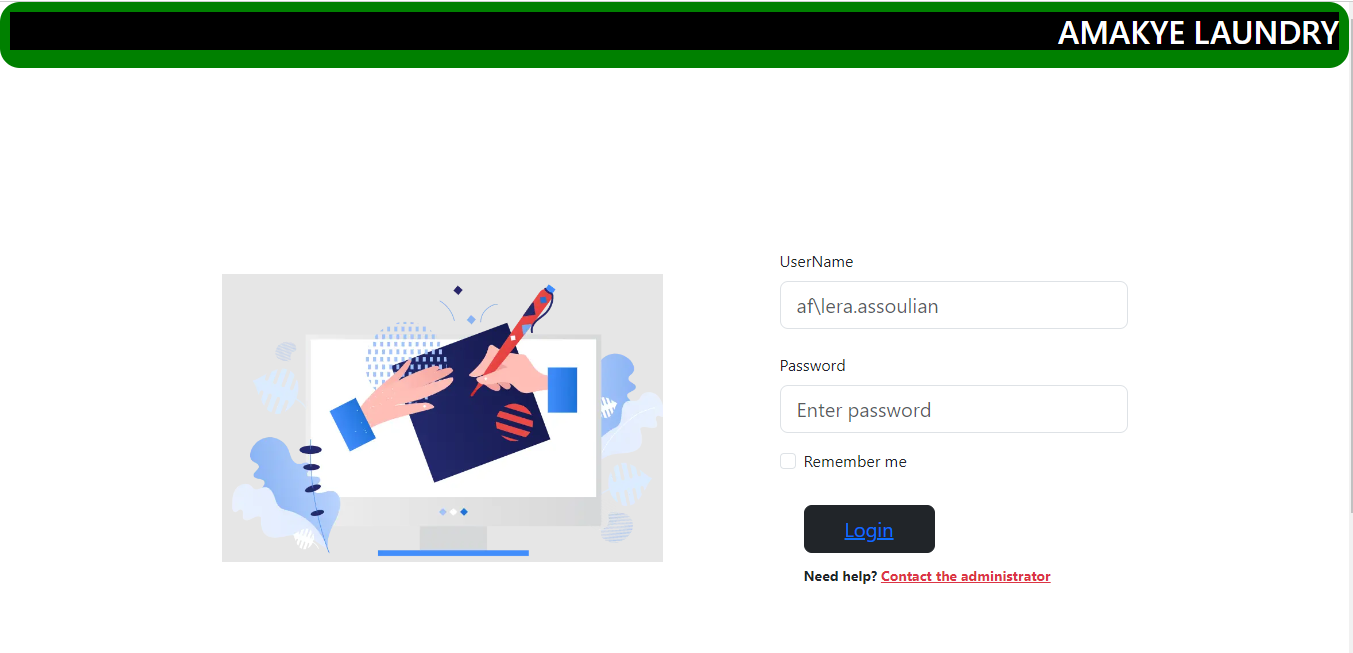 AMAKYE LAUNDRY
UserName
af\lera.assoulian
Password
Enter password
Remember me
Login
Need help? Contact the administrator